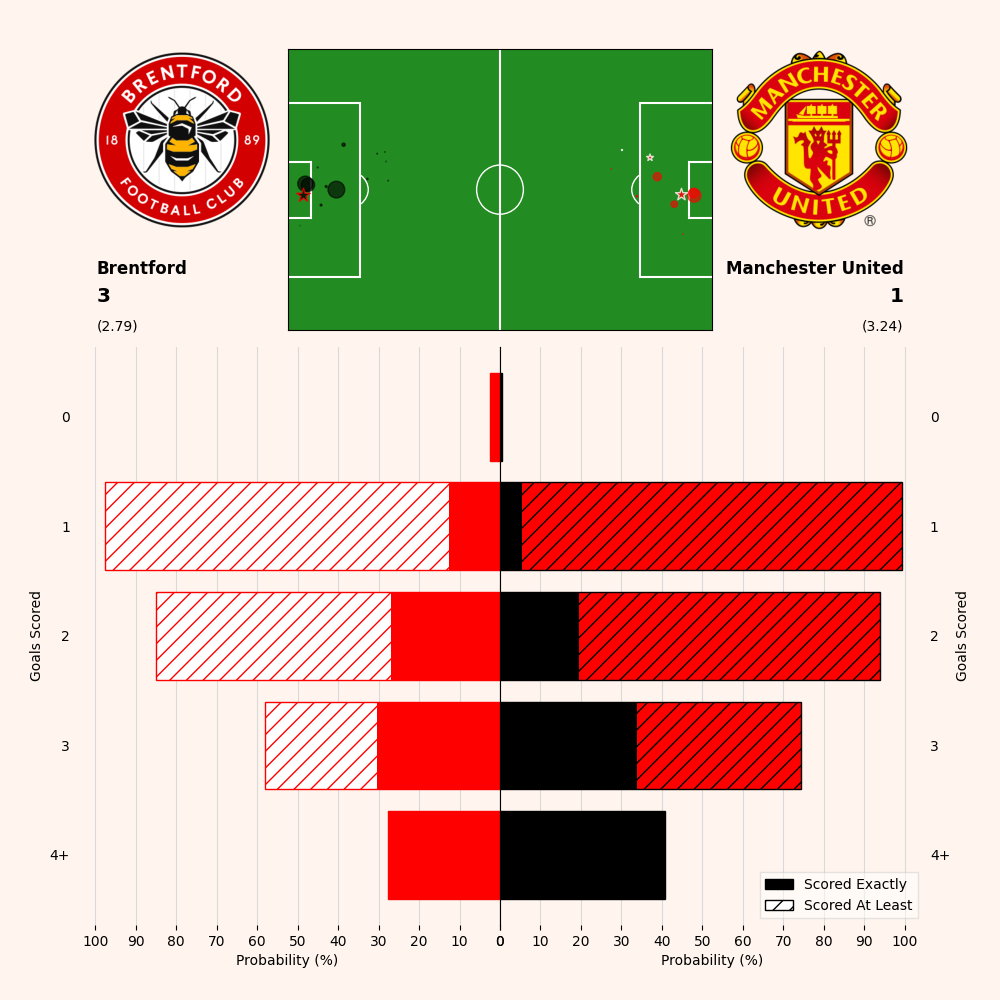 BRENTFORD
18 89
FOOTBALL CLUB
MANCHESTER
UNITED
®
Brentford
3
(2.79)
Manchester United
1
(3.24)
0 0
1 1
2 2
3 3
4+ 4+
Goals Scored
Goals Scored
Scored Exactly
Scored At Least
100 90 80 70 60 50 40 30 20 10 0 0 10 20 30 40 50 60 70 80 90 100
Probability (%) Probability (%)